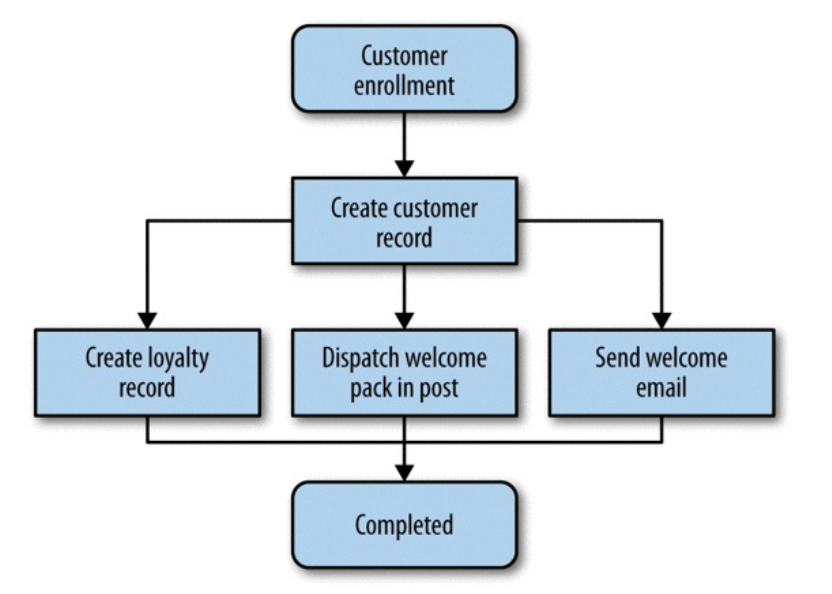 Customer
enrollment
Create customer
record
Create loyalty
record
Dispatch welcome
pack in post
Send welcome
email
Completed